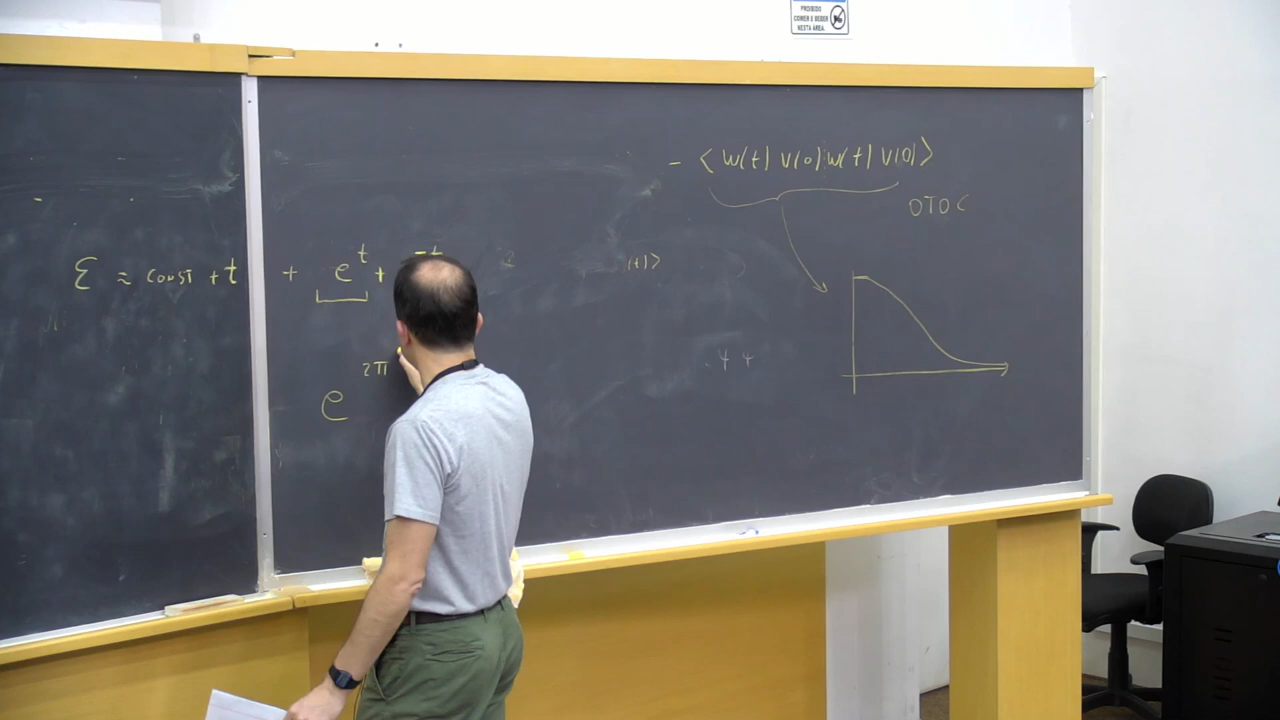 PROIBIDO
COMER E BEBER
NESTA ÁREA.
- < W(t) V(0) W(t) V(0) >
OTOC
ε ≈ const + t + e^t + -t
(t)>
ψ ψ
e^2π